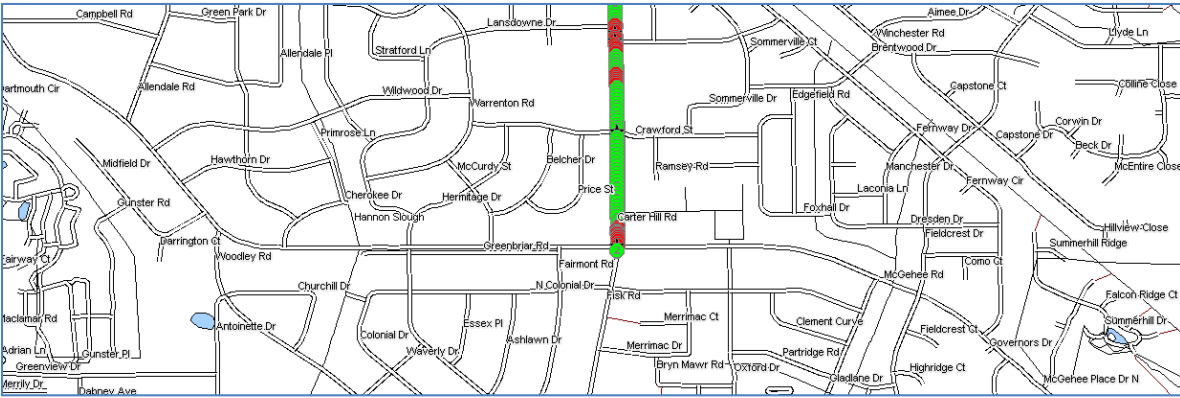 Campbell Rd
Green Park Dr
Lansdowne Dr
Aimee Dr
Allendale Pl
Stratford Ln
Sommerville Ct
Winchester Rd
Lyde Ln
Brentwood Dr
Dartmouth Cir
Allendale Rd
Wildwood Dr
Warrenton Rd
Sommerville Dr
Edgefield Rd
Capstone Ct
Colline Close
Primrose Ln
Crawford St
Fernway Dr
Corwin Dr
Capstone Dr
Beck Dr
Midfield Dr
Hawthorn Dr
McCurdy St
Belcher Dr
Ramsey Rd
Manchester Dr
McEntire Close
Gunster Rd
Cherokee Dr
Hermitage Dr
Price St
Laconia Ln
Fernway Cir
Hannon Slough
Carter Hill Rd
Foxhall Dr
Dresden Dr
Hillview Close
Darrington Ct
Greenbriar Rd
Fieldcrest Dr
Summerhill Ridge
Fairway Ct
Woodley Rd
Fairmont Rd
Como Ct
McGehee Rd
Churchill Dr
N Colonial Dr
Fisk Rd
Falcon Ridge Ct
Maclamar Rd
Antoinette Dr
Essex Pl
Merrimac Ct
Clement Curve
Summerhill Dr
Colonial Dr
Ashlawn Dr
Fieldcrest Ct
Adrian Ln
Gunster Pl
Waverly Dr
Merrimac Dr
Partridge Rd
Governors Dr
Greenview Dr
Bryn Mawr Rd
Oxford Dr
Highridge Ct
Merrily Dr
Dabney Ave
Gladlane Dr
McGehee Place Dr N